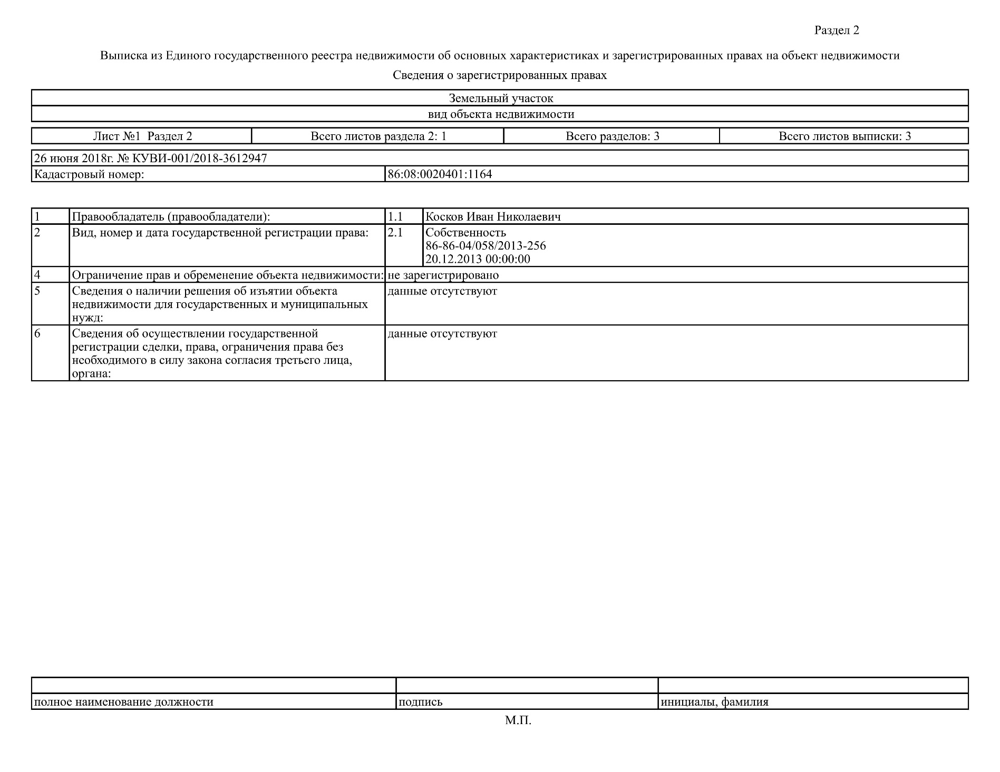 Раздел 2
Выписка из Единого государственного реестра недвижимости об основных характеристиках и зарегистрированных правах на объект недвижимости
Сведения о зарегистрированных правах
Земельный участок
вид объекта недвижимости
Лист №1 Раздел 2 Всего листов раздела 2: 1 Всего разделов: 3 Всего листов выписки: 3
26 июня 2018г. № КУВИ-001/2018-3612947
Кадастровый номер: 86:08:0020401:1164
1 Правообладатель (правообладатели): 1.1 Косков Иван Николаевич
2 Вид, номер и дата государственной регистрации права: 2.1 Собственность
86-86-04/058/2013-256
20.12.2013 00:00:00
4 Ограничение прав и обременение объекта недвижимости: не зарегистрировано
5 Сведения о наличии решения об изъятии объекта данные отсутствуют
недвижимости для государственных и муниципальных
нужд:
6 Сведения об осуществлении государственной данные отсутствуют
регистрации сделки, права, ограничения права без
необходимого в силу закона согласия третьего лица,
органа:
полное наименование должности подпись инициалы, фамилия
М.П.